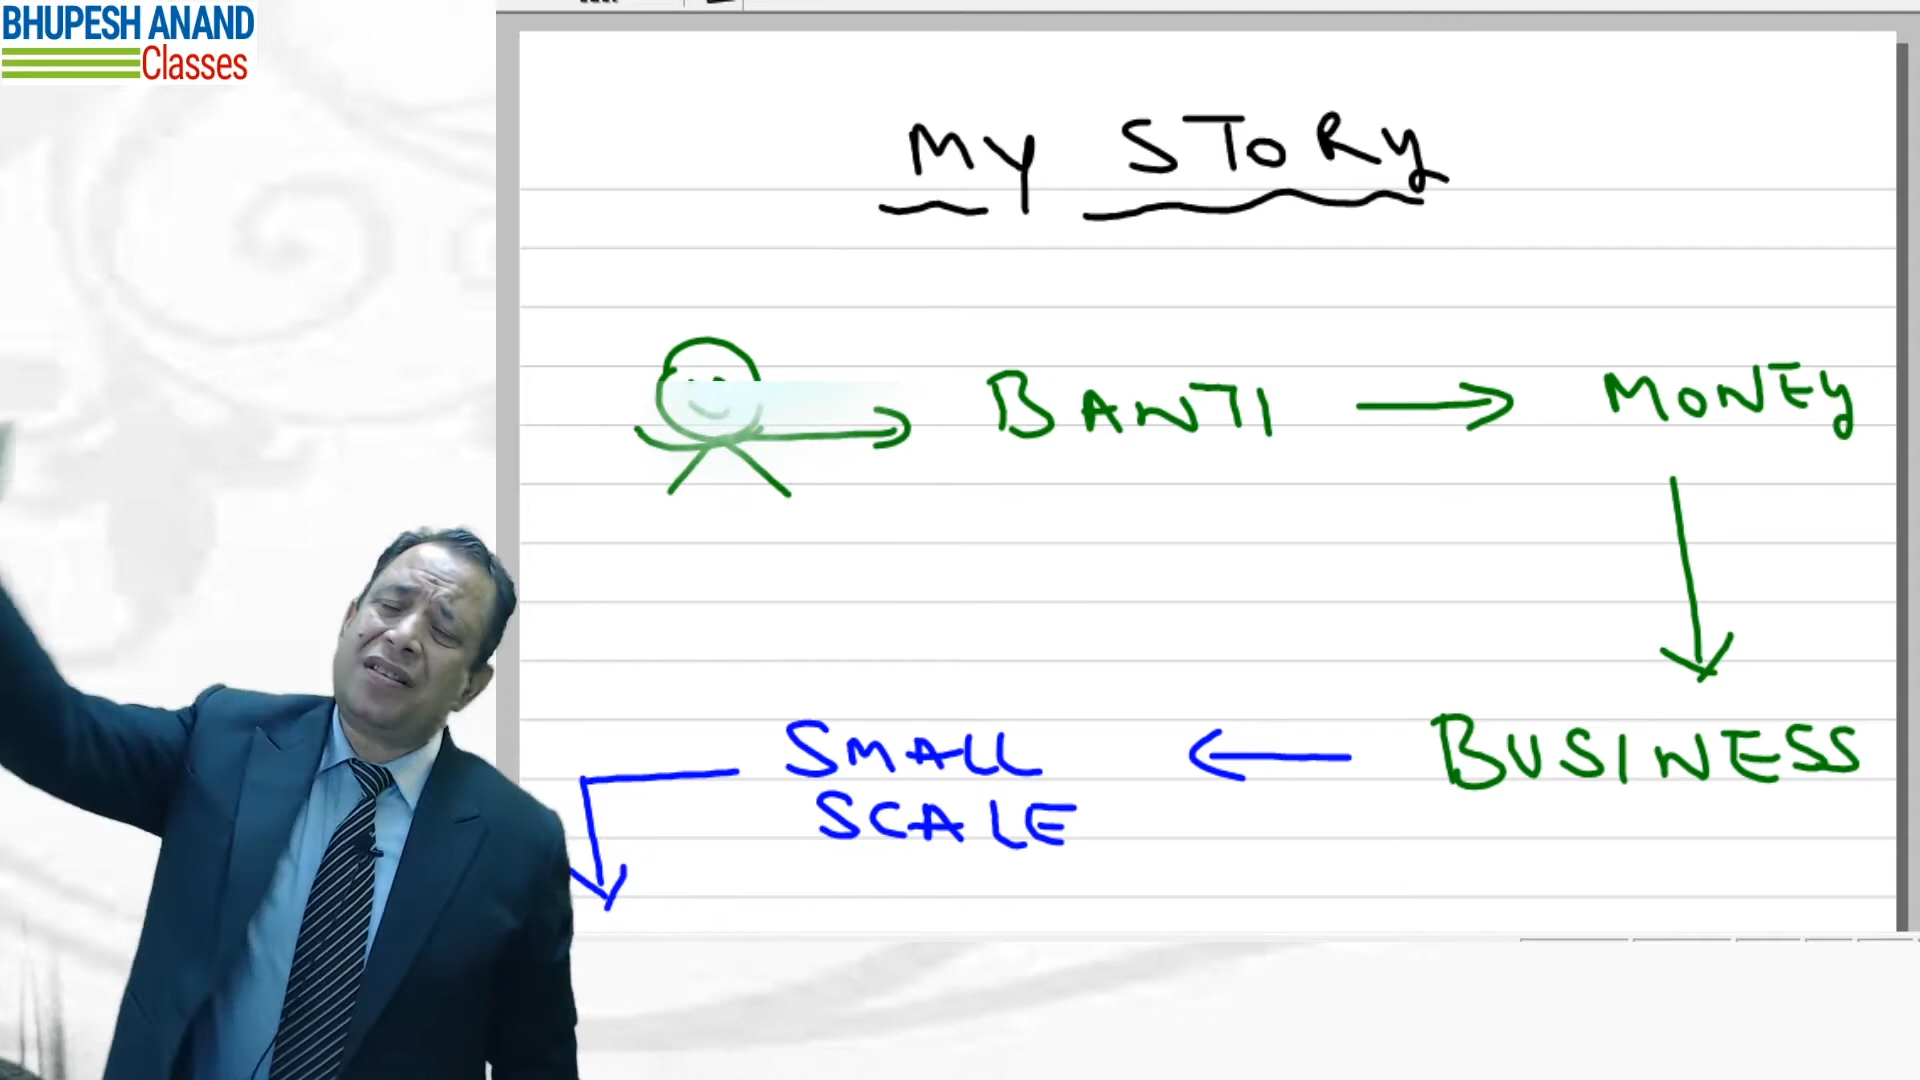 BHUPESH ANAND
Classes
MY STORY
BANTI → MONEY
SMALL ← BUSINESS
SCALE